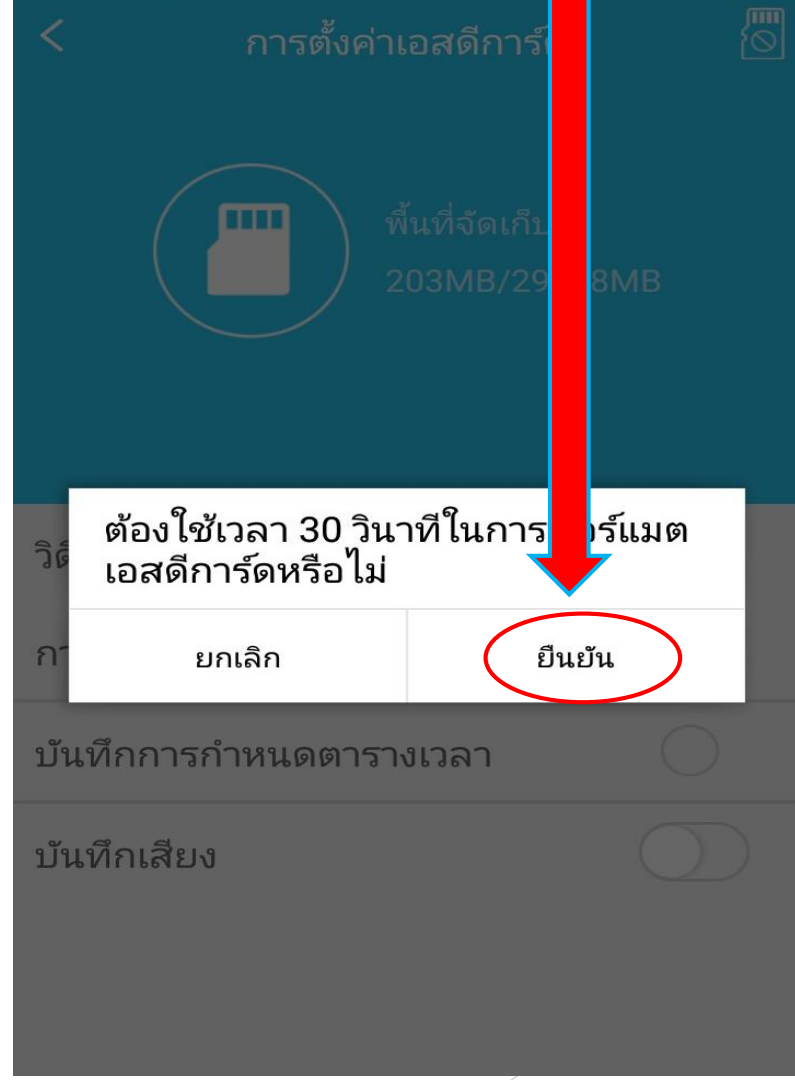 การตั้งค่าเอสดีการ์
พื้นที่จัดเก็บ
203MB/29 8MB
ต้องใช้เวลา 30 วินาทีในการ ร์แมต
เอสดีการ์ดหรือไม่
ยกเลิก
ยืนยัน
บันทึกการกำหนดตารางเวลา
บันทึกเสียง